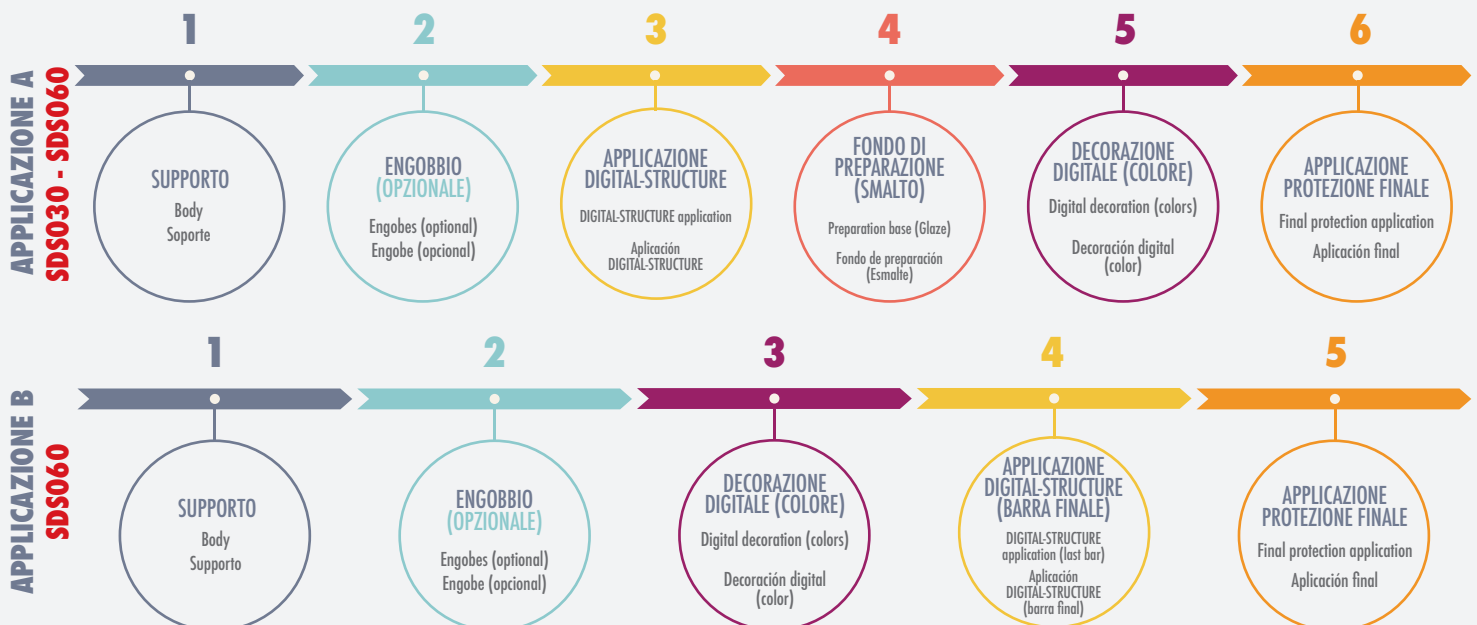 APPLICAZIONE A
SDS030 - SDS060
1
SUPPORTO
Body
Soporte
2
ENGOBBIO
(OPZIONALE)
Engobes (optional)
Engobe (opcional)
3
APPLICAZIONE
DIGITAL-STRUCTURE
DIGITAL-STRUCTURE application
Aplicación
DIGITAL-STRUCTURE
4
FONDO DI
PREPARAZIONE
(SMALTO)
Preparation base (Glaze)
Fondo de preparación
(Esmalte)
5
DECORAZIONE
DIGITALE (COLORE)
Digital decoration (colors)
Decoración digital
(color)
6
APPLICAZIONE
PROTEZIONE FINALE
Final protection application
Aplicación final
APPLICAZIONE B
SDS060
1
SUPPORTO
Body
Supporto
2
ENGOBBIO
(OPZIONALE)
Engobes (optional)
Engobe (opcional)
3
DECORAZIONE
DIGITALE (COLORE)
Digital decoration (colors)
Decoración digital
(color)
4
APPLICAZIONE
DIGITAL-STRUCTURE
(BARRA FINALE)
DIGITAL-STRUCTURE
application (last bar)
Aplicación
DIGITAL-STRUCTURE
(barra final)
5
APPLICAZIONE
PROTEZIONE FINALE
Final protection application
Aplicación final